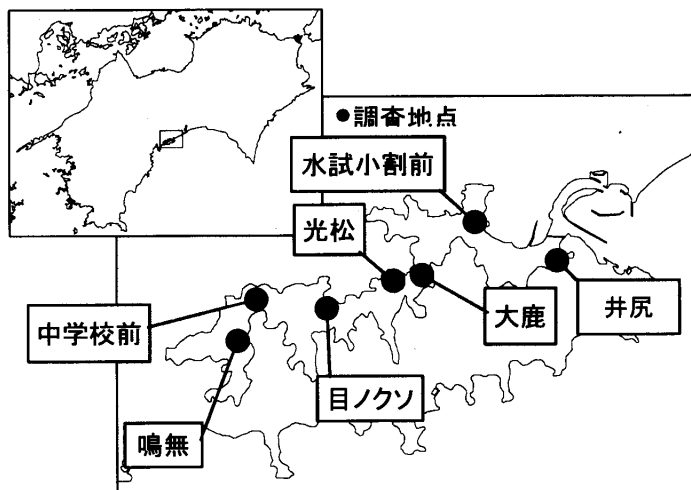 ●調査地点
水試小割前
光松
中学校前
大鹿
井尻
目ノクソ
鳴無